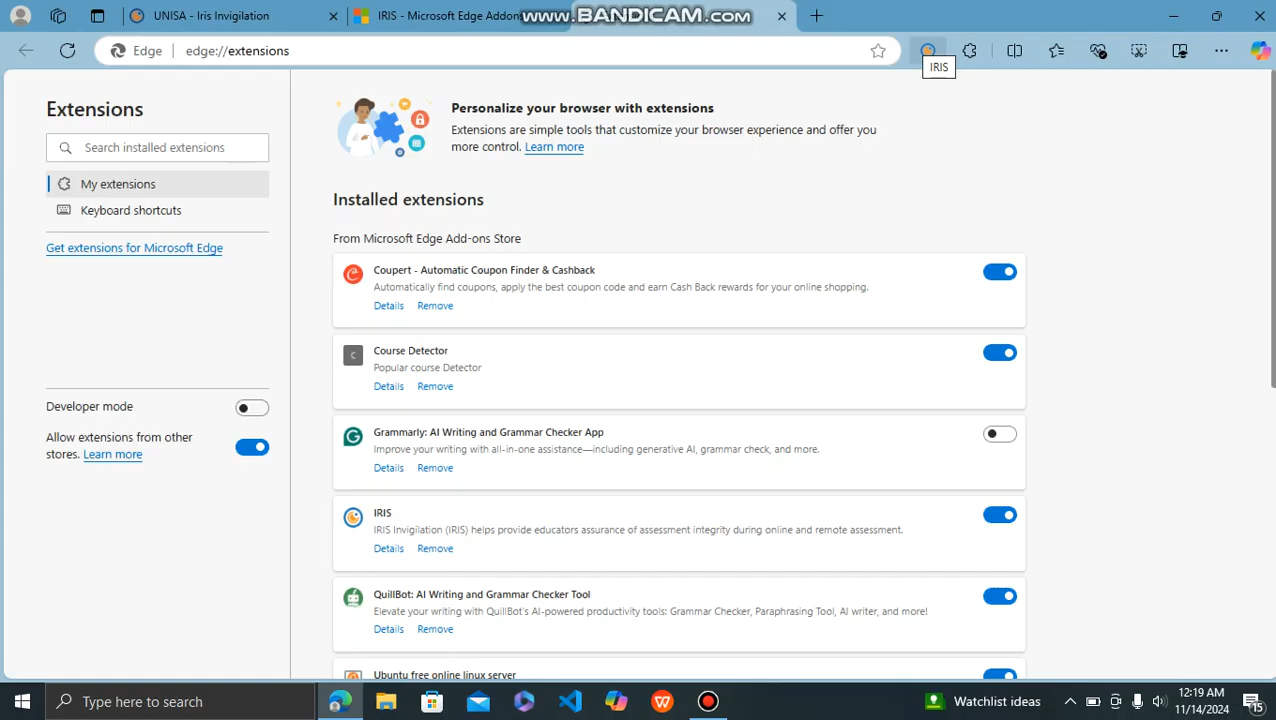 UNISA - Iris Invigilation
IRIS - Microsoft Edge Addons
WWW.BANDICAM.COM
Edge
edge://extensions
IRIS
Extensions
Search installed extensions
My extensions
Keyboard shortcuts
Get extensions for Microsoft Edge
Developer mode
Allow extensions from other
stores. Learn more
Personalize your browser with extensions
Extensions are simple tools that customize your browser experience and offer you
more control. Learn more
Installed extensions
From Microsoft Edge Add-ons Store
Coupert - Automatic Coupon Finder & Cashback
Automatically find coupons, apply the best coupon code and earn Cash Back rewards for your online shopping.
Details Remove
C
Course Detector
Popular course Detector
Details Remove
Grammarly: AI Writing and Grammar Checker App
Improve your writing with all-in-one assistance—including generative AI, grammar check, and more.
Details Remove
IRIS
IRIS Invigilation (IRIS) helps provide educators assurance of assessment integrity during online and remote assessment.
Details Remove
QuillBot: AI Writing and Grammar Checker Tool
Elevate your writing with QuillBot's AI-powered productivity tools: Grammar Checker, Paraphrasing Tool, AI writer, and more!
Details Remove
Ubuntu free online linux server
Type here to search
Watchlist ideas
12:19 AM
11/14/2024
15